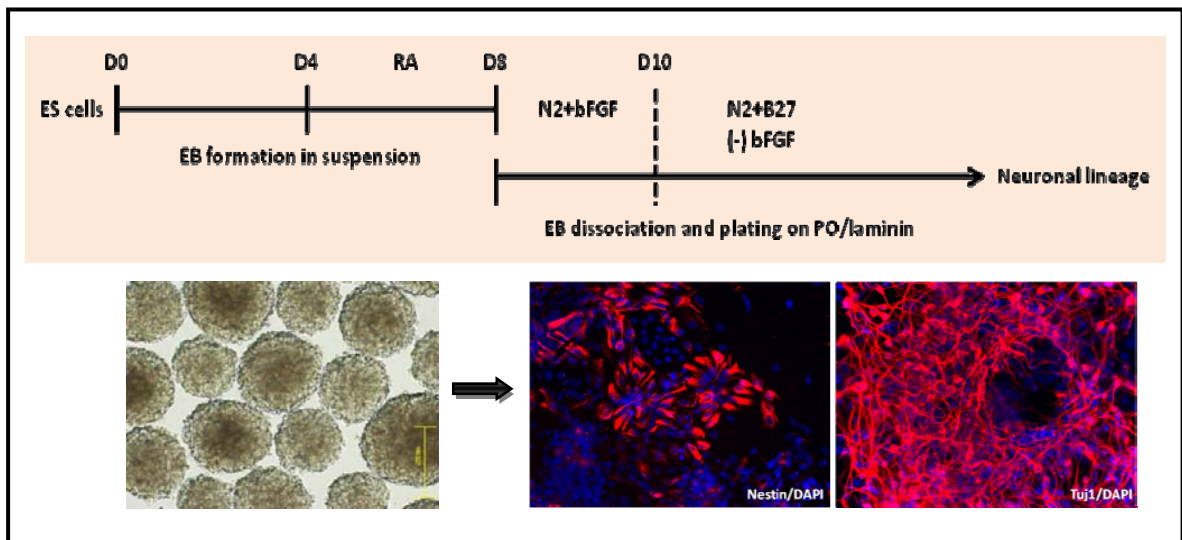 D0 D4 RA D8 D10
ES cells
N2+bFGF
N2+B27
(-) bFGF
EB formation in suspension
Neuronal lineage
EB dissociation and plating on PO/laminin
Nestin/DAPI
Tuj1/DAPI